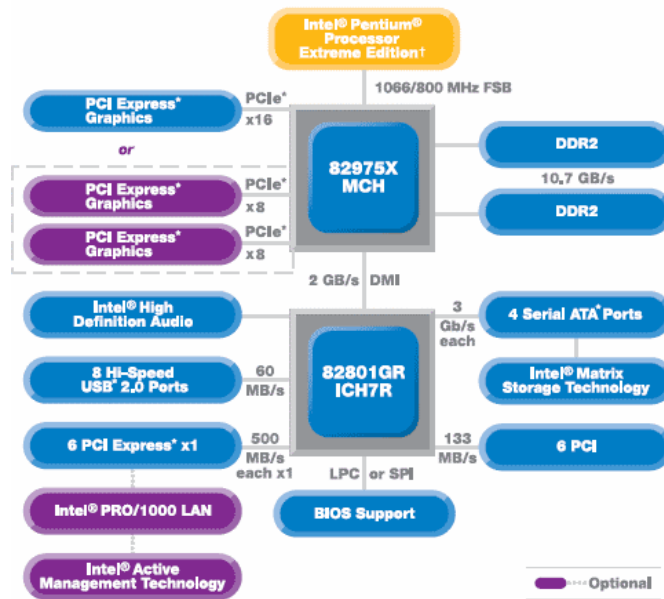 Intel® Pentium®
Processor
Extreme Edition†
1066/800 MHz FSB
PCI Express*
Graphics
PCIe*
x16
or
PCI Express*
Graphics
PCIe*
x8
PCI Express*
Graphics
PCIe*
x8
82975X
MCH
DDR2
10.7 GB/s
DDR2
2 GB/s DMI
Intel® High
Definition Audio
8 Hi-Speed
USB* 2.0 Ports
60
MB/s
6 PCI Express* x1
500
MB/s
each x1
82801GR
ICH7R
3
Gb/s
each
4 Serial ATA* Ports
Intel® Matrix
Storage Technology
133
MB/s
6 PCI
LPC or SPI
BIOS Support
Intel® PRO/1000 LAN
Intel® Active
Management Technology
Optional